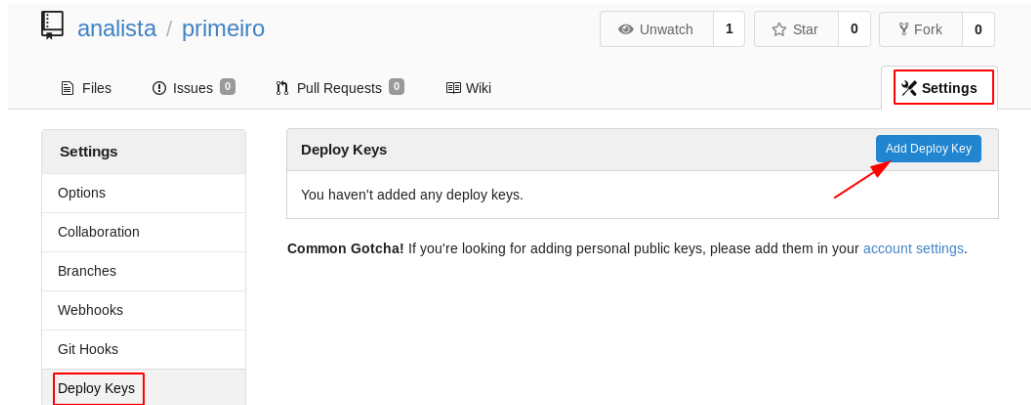 analista / primeiro
Unwatch 1 Star 0 Fork 0
Files Issues 0 Pull Requests 0 Wiki Settings
Settings
Options
Collaboration
Branches
Webhooks
Git Hooks
Deploy Keys
Deploy Keys Add Deploy Key
You haven't added any deploy keys.
Common Gotcha! If you're looking for adding personal public keys, please add them in your account settings.